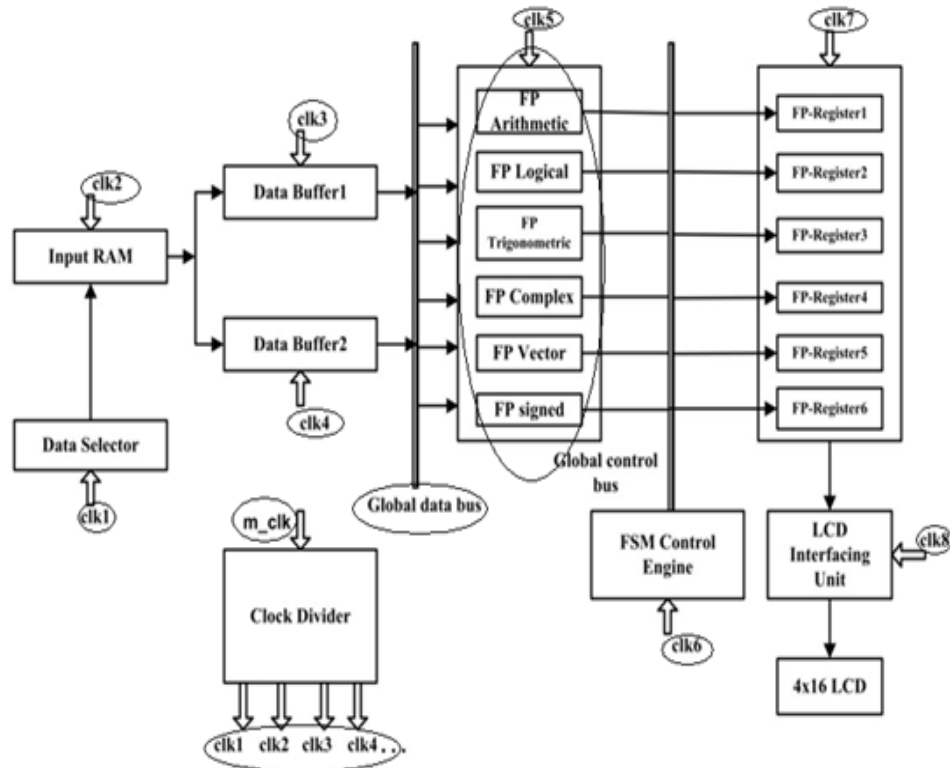 clk5
clk7
clk3
FP
Arithmetic
FP-Register1
clk2
Data Buffer1
FP Logical
FP-Register2
Input RAM
FP
Trigonometric
FP-Register3
FP Complex
FP-Register4
Data Buffer2
FP Vector
FP-Register5
clk4
FP signed
FP-Register6
Data Selector
Global control
bus
clk1
Global data bus
m_clk
FSM Control
Engine
LCD
Interfacing
Unit
clk8
Clock Divider
clk6
4x16 LCD
clk1 clk2 clk3 clk4...